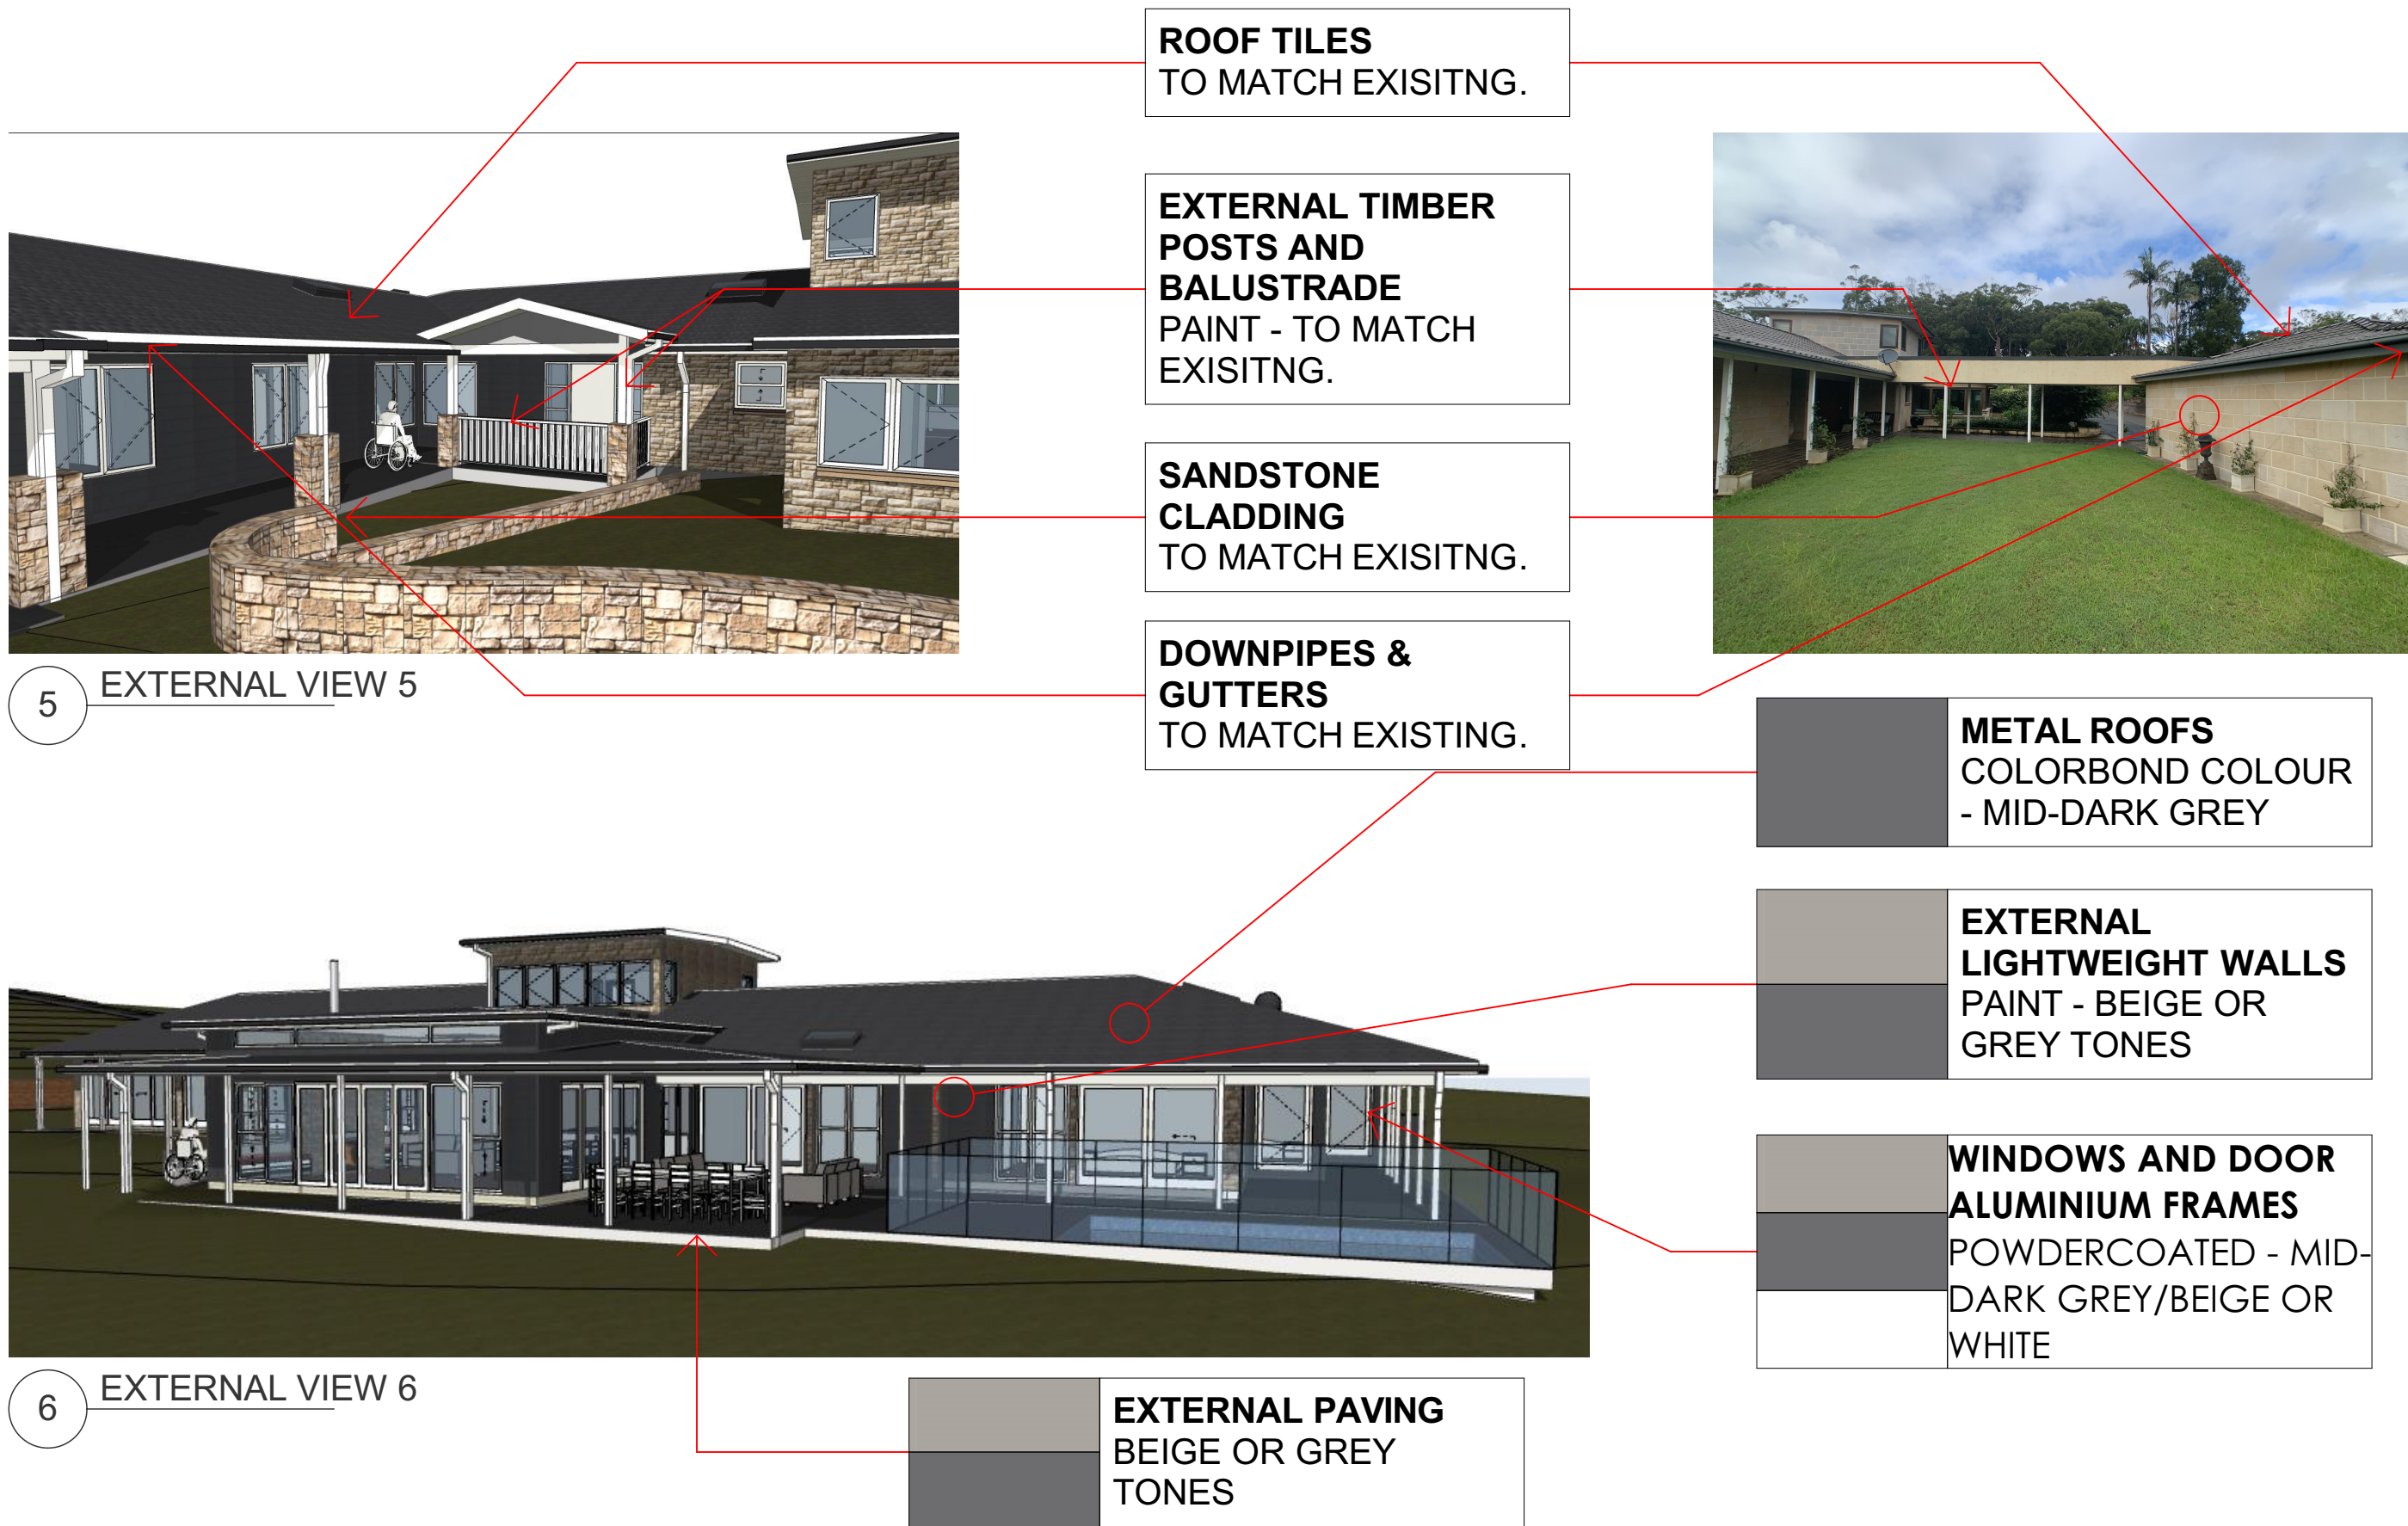 ROOF TILES
TO MATCH EXISITNG.
EXTERNAL TIMBER
POSTS AND
BALUSTRADE
PAINT - TO MATCH
EXISITNG.
SANDSTONE
CLADDING
TO MATCH EXISITNG.
DOWNPIPES &
GUTTERS
TO MATCH EXISTING.
5
EXTERNAL VIEW 5
METAL ROOFS
COLORBOND COLOUR
- MID-DARK GREY
EXTERNAL
LIGHTWEIGHT WALLS
PAINT - BEIGE OR
GREY TONES
WINDOWS AND DOOR
ALUMINIUM FRAMES
POWDERCOATED - MID-
DARK GREY/BEIGE OR
WHITE
6
EXTERNAL VIEW 6
EXTERNAL PAVING
BEIGE OR GREY
TONES